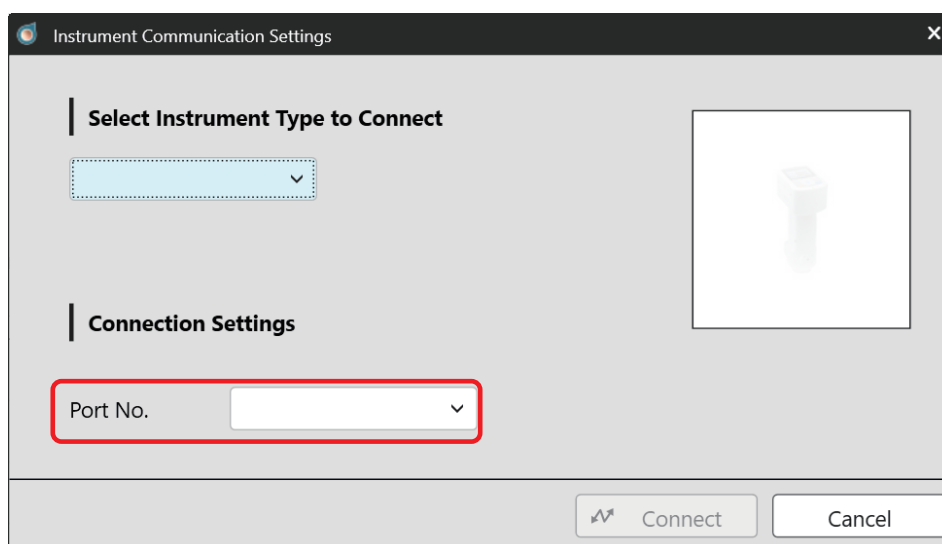 Instrument Communication Settings
Select Instrument Type to Connect
Connection Settings
Port No.
Connect
Cancel